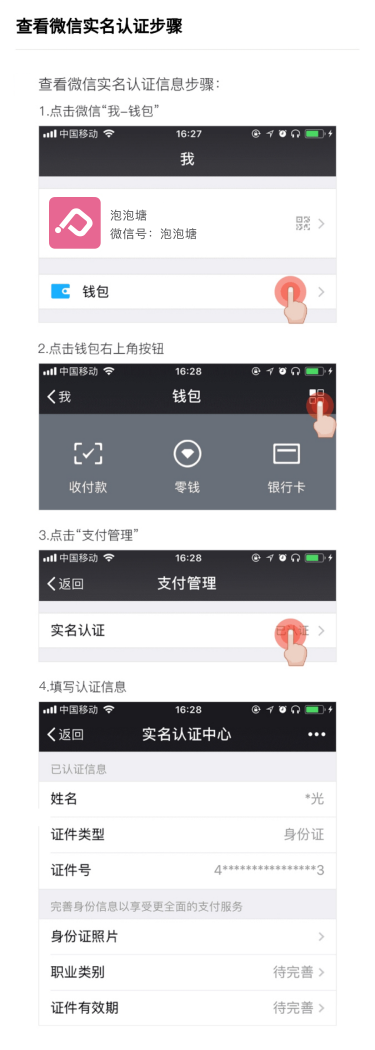 查看微信实名认证步骤
查看微信实名认证信息步骤：
1.点击微信“我–钱包”
中国移动 16:27
我
泡泡塘
微信号：泡泡塘
钱包
2.点击钱包右上角按钮
中国移动 16:28
我 钱包
收付款 零钱 银行卡
3.点击“支付管理”
中国移动 16:28
返回 支付管理
实名认证 已认证
4.填写认证信息
中国移动 16:28
返回 实名认证中心
已认证信息
姓名 *光
证件类型 身份证
证件号 4****************3
完善身份信息以享受更全面的支付服务
身份证照片
职业类别 待完善
证件有效期 待完善